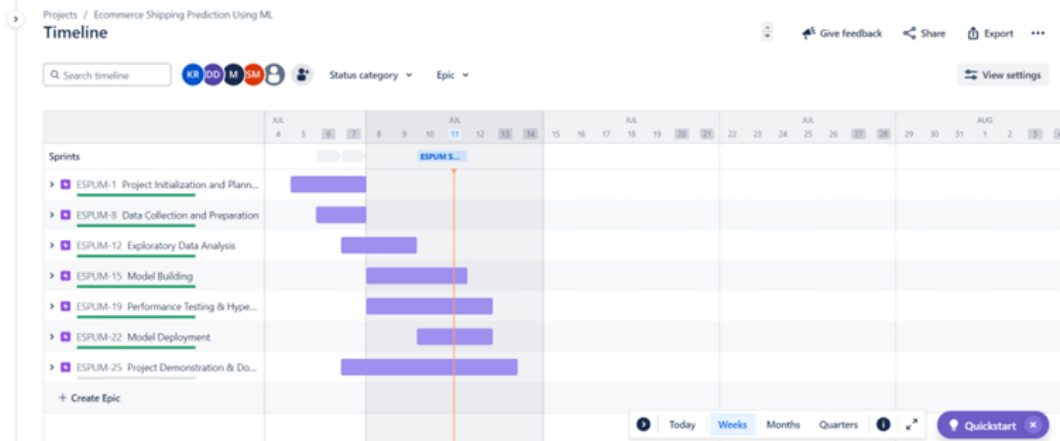 Projects / Ecommerce Shipping Prediction Using ML
Timeline
Give feedback Share Export
Search timeline KR DD M SM Status category Epic View settings
JUL JUL JUL JUL AUG
4 5 6 7 8 9 10 11 12 13 14 15 16 17 18 19 20 21 22 23 24 25 26 27 28 29 30 31 1 2 3
Sprints ESPUM S...
ESPUM-1 Project Initialization and Plann...
ESPUM-8 Data Collection and Preparation
ESPUM-12 Exploratory Data Analysis
ESPUM-15 Model Building
ESPUM-19 Performance Testing & Hype...
ESPUM-22 Model Deployment
ESPUM-25 Project Demonstration & Do...
+ Create Epic
Today Weeks Months Quarters Quickstart